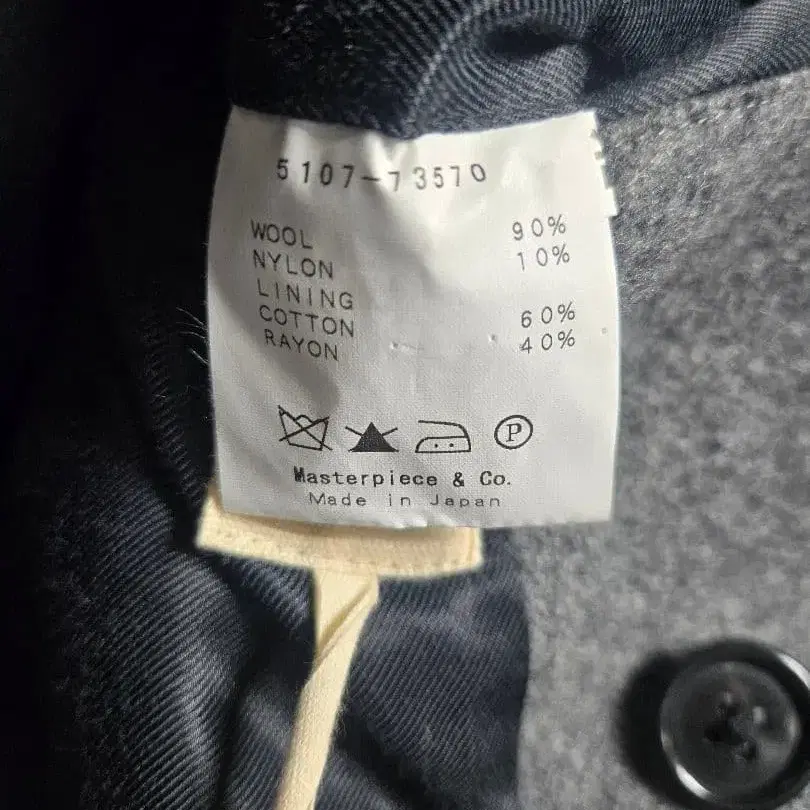 5107-73570
WOOL 90%
NYLON 10%
LINING
COTTON 60%
RAYON 40%
P
Masterpiece & Co.
Made in Japan